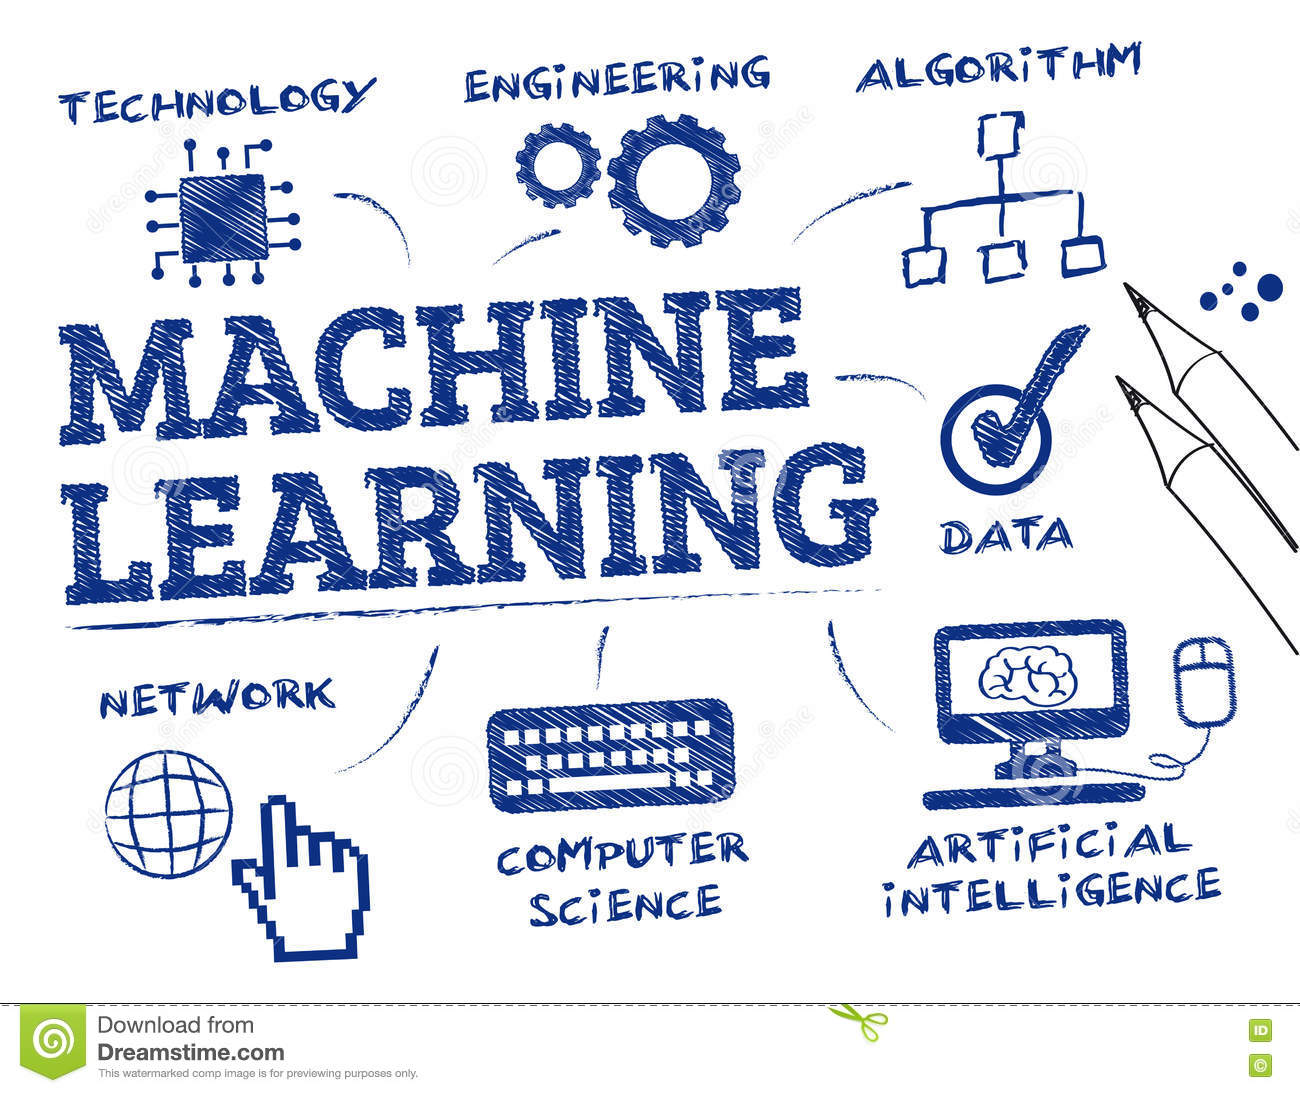 TECHNOLOGY
ENGINEERING
ALGORITHM
MACHINE
LEARNING
DATA
NETWORK
COMPUTER
SCIENCE
ARTIFICIAL
INTELLIGENCE
Download from
Dreamstime.com
This watermarked comp image is for previewing purposes only.
ID
©